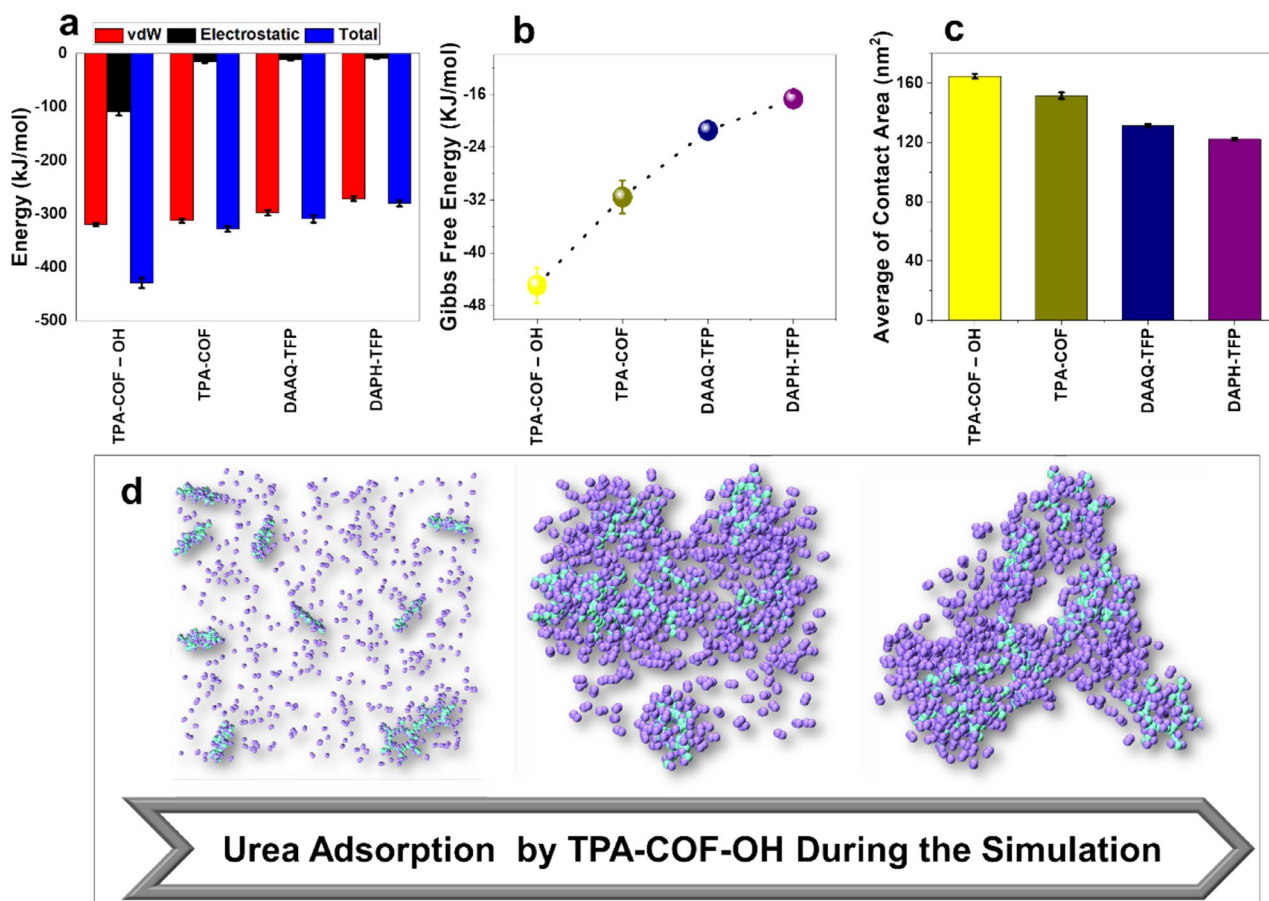 a
vdW Electrostatic Total
Energy (kJ/mol)
0
-100
-200
-300
-400
-500
TPA-COF – OH
TPA-COF
DAAQ-TFP
DAPH-TFP
b
Gibbs Free Energy (KJ/mol)
-16
-24
-32
-40
-48
TPA-COF – OH
TPA-COF
DAAQ-TFP
DAPH-TFP
c
Average of Contact Area (nm²)
160
120
80
40
0
TPA-COF – OH
TPA-COF
DAAQ-TFP
DAPH-TFP
d
Urea Adsorption by TPA-COF-OH During the Simulation